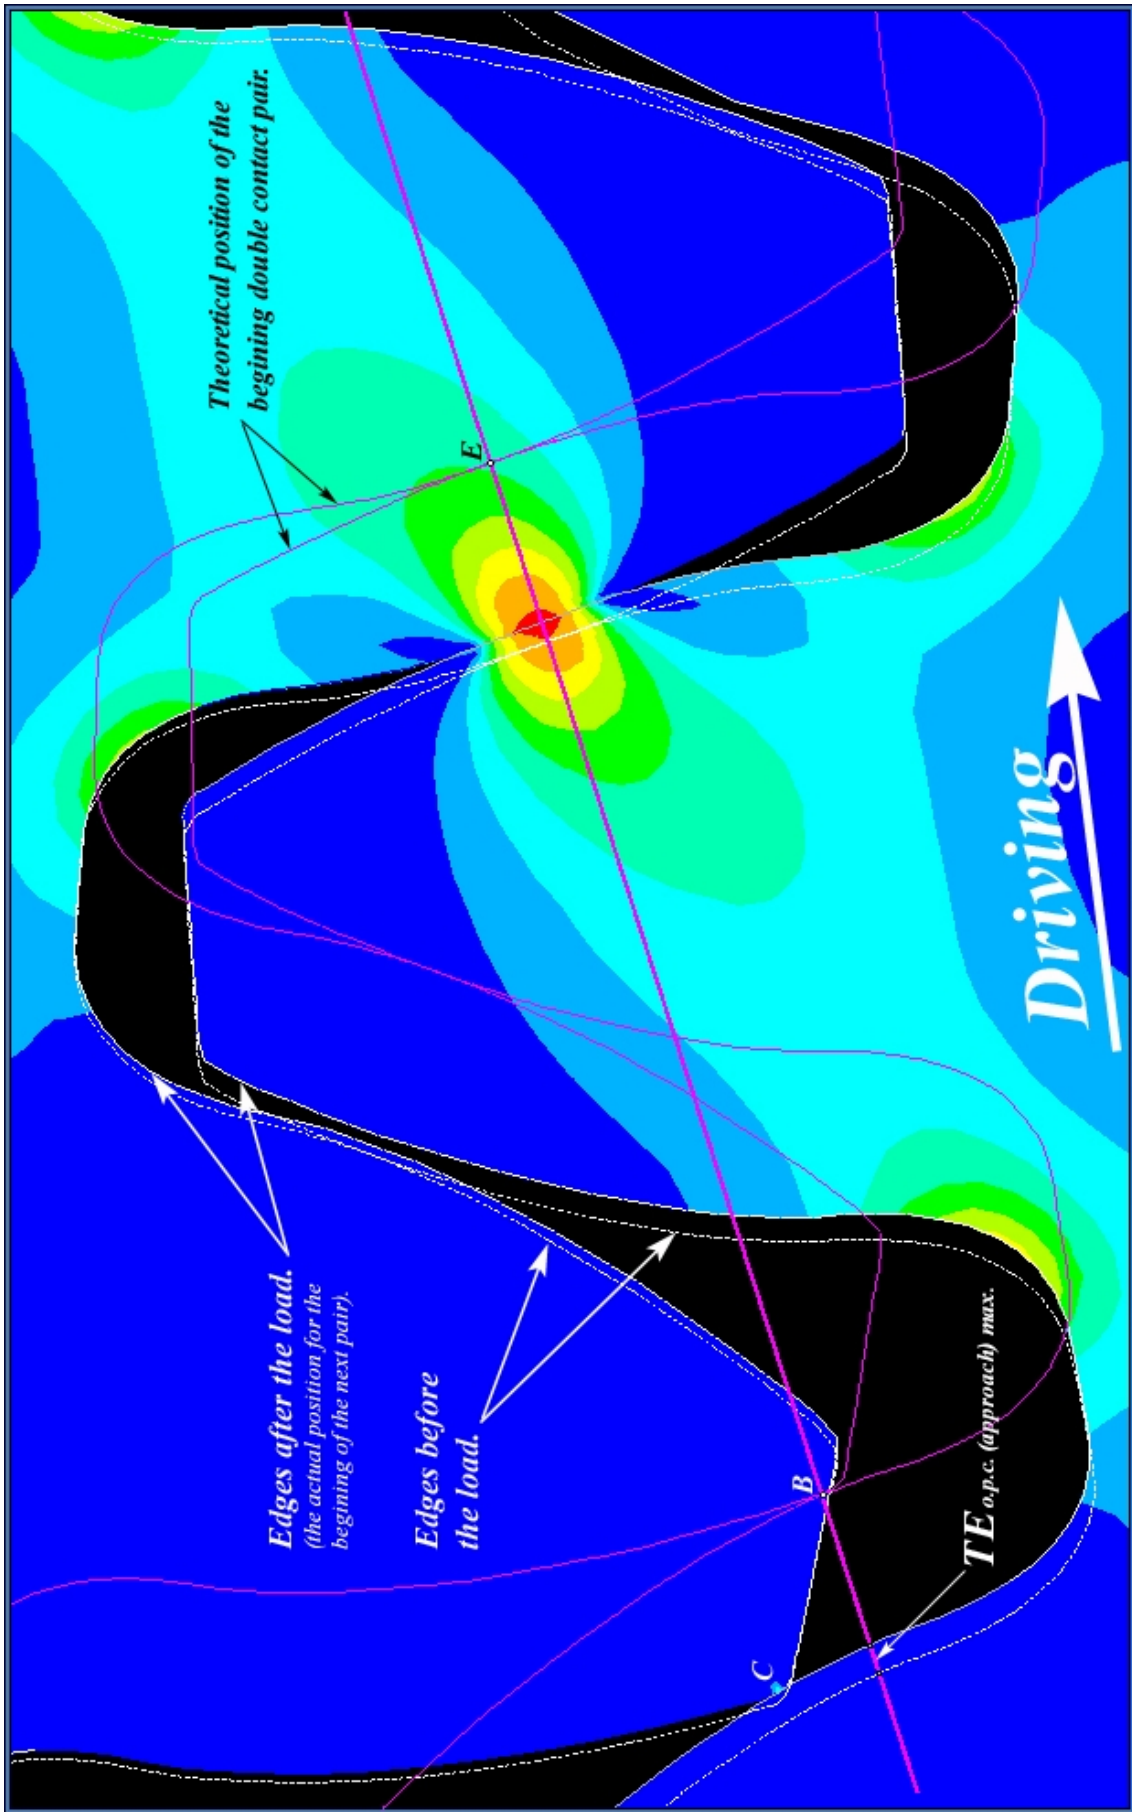 Theoretical position of the
begining double contact pair.
E
Edges after the load.
(the actual position for the
begining of the next pair).
Edges before
the load.
Driving
B
C
TE o.p.c. (approach) max.